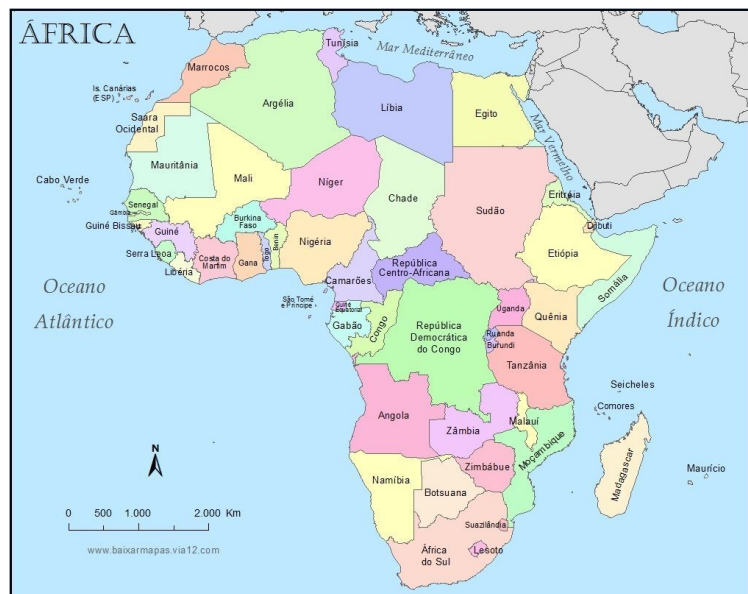 ÁFRICA
Mar Mediterrâneo
Tunísia
Marrocos
Is. Canárias
(ESP)
Argélia
Líbia
Egito
Saara
Ocidental
Mar Vermelho
Mauritânia
Mali
Níger
Chade
Sudão
Eritréia
Cabo Verde
Senegal
Gâmbia
Guiné Bissau
Guiné
Burkina
Faso
Benin
Togo
Nigéria
Djbuti
Serra Leoa
Costa do
Marfim
Gana
Libéria
Etiópia
Somália
República
Centro-Africana
Camarões
Oceano
Atlântico
Oceano
Índico
São Tomé
e Príncipe
Guiné
Equatorial
Gabão
Congo
República
Democrática
do Congo
Uganda
Quênia
Ruanda
Burundi
Tanzânia
Seicheles
Comores
Angola
Zâmbia
Malauí
Moçambique
Madagascar
Maurício
N
Zimbábue
Namíbia
Botsuana
0 500 1.000 2.000 Km
Suazilândia
www.baixarmapas.via12.com
África
do Sul
Lesoto